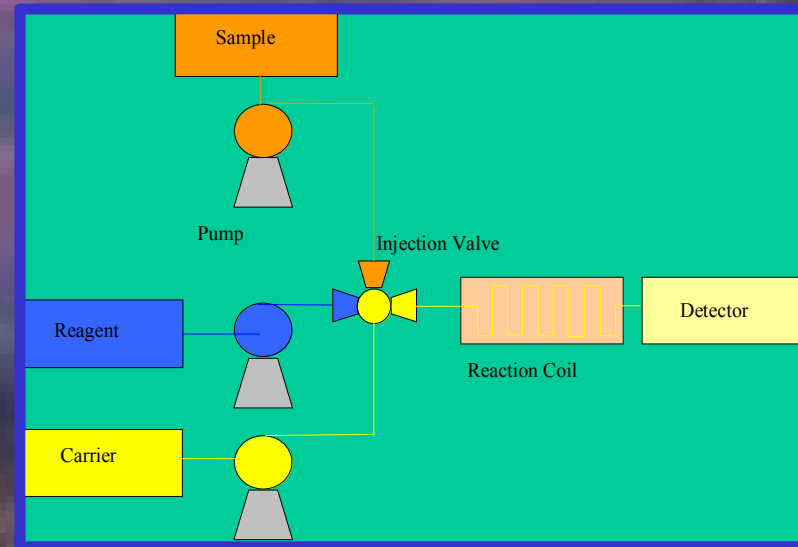 Sample
Pump
Injection Valve
Reagent
Detector
Reaction Coil
Carrier